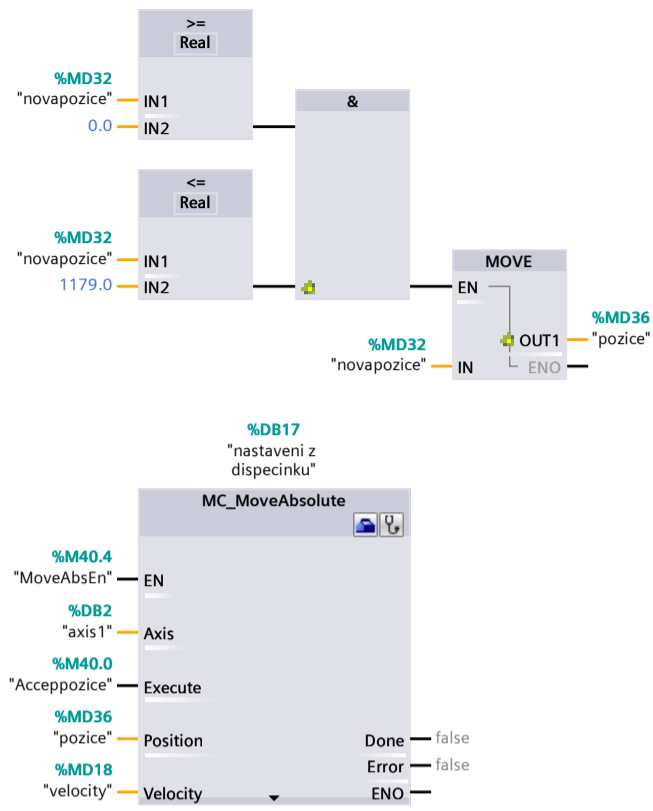 >=
Real
%MD32
"novapozice"
IN1
0.0
IN2
&
<=
Real
%MD32
"novapozice"
IN1
1179.0
IN2
MOVE
EN
%MD36
OUT1
"pozice"
%MD32
"novapozice"
IN
ENO
%DB17
"nastaveni z
dispecinku"
MC_MoveAbsolute
%M40.4
"MoveAbsEn"
EN
%DB2
"axis1"
Axis
%M40.0
"Acceppozice"
Execute
%MD36
"pozice"
Position
Done
false
Error
false
%MD18
"velocity"
Velocity
ENO